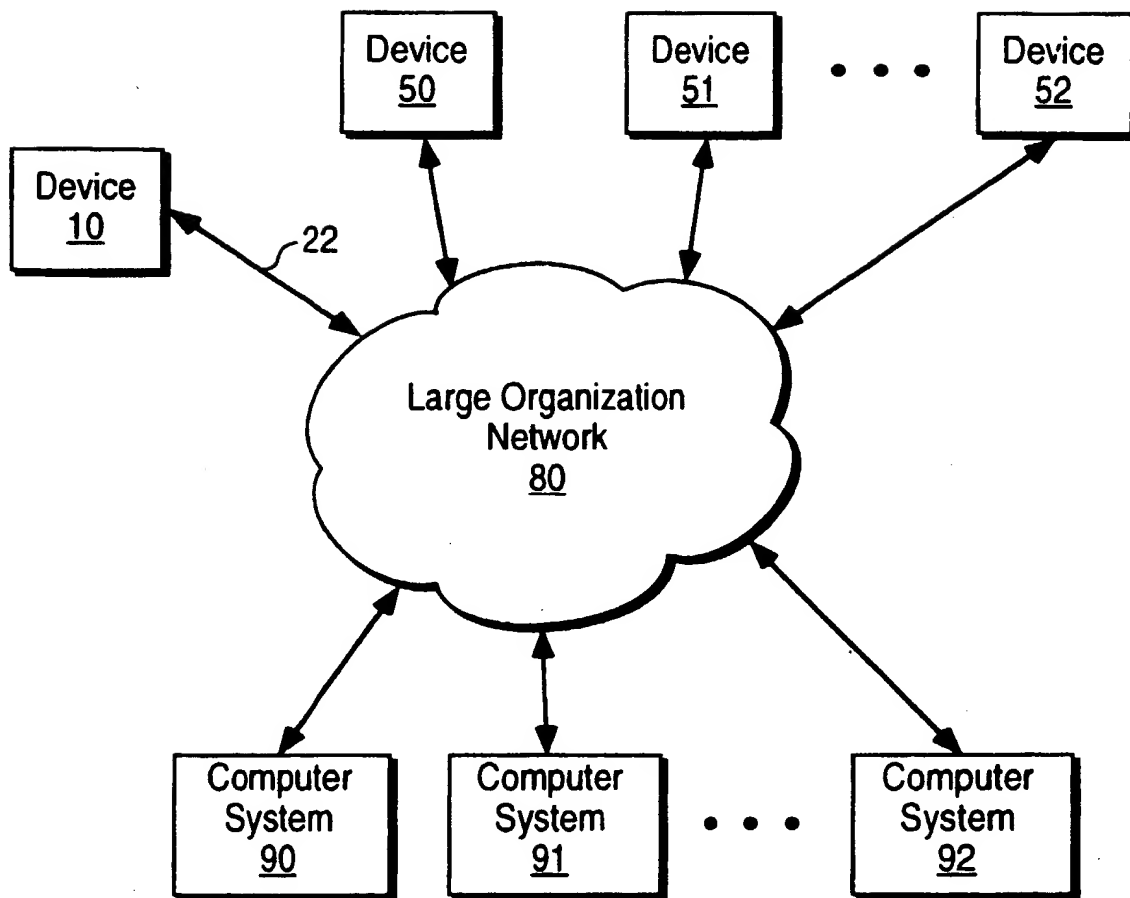 Device
50
Device
51
• • •
Device
52
Device
10
22
Large Organization
Network
80
Computer
System
90
Computer
System
91
• • •
Computer
System
92